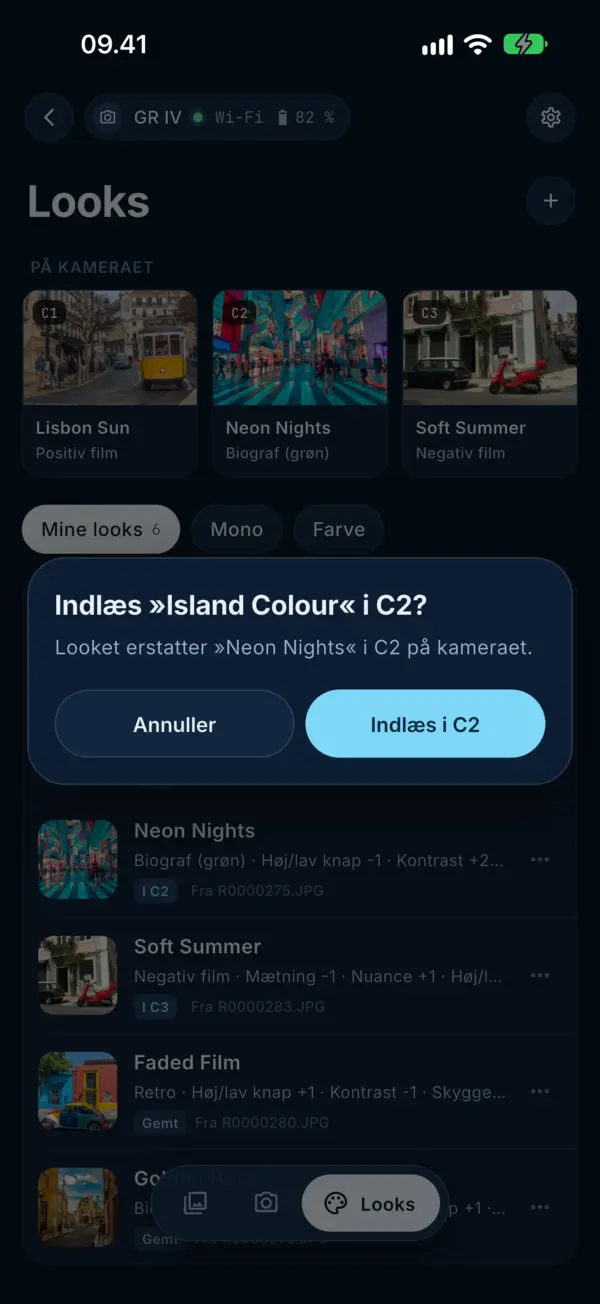 09.41
GR IV Wi-Fi 82 %
Looks
PÅ KAMERAET
C1
C2
C3
Lisbon Sun
Neon Nights
Soft Summer
Positiv film
Biograf (grøn)
Negativ film
Mine looks 6
Mono
Farve
Indlæs »Island Colour« i C2?
Looket erstatter »Neon Nights« i C2 på kameraet.
Annuller
Indlæs i C2
Neon Nights
Biograf (grøn) · Høj/lav knap -1 · Kontrast +2...
I C2 Fra R0000275.JPG
Soft Summer
Negativ film · Mætning -1 · Nuance +1 · Høj/l...
I C3 Fra R0000283.JPG
Faded Film
Retro · Høj/lav knap +1 · Kontrast -1 · Skygge...
Gemt Fra R0000280.JPG
p +1 ·...
Looks
Gemt